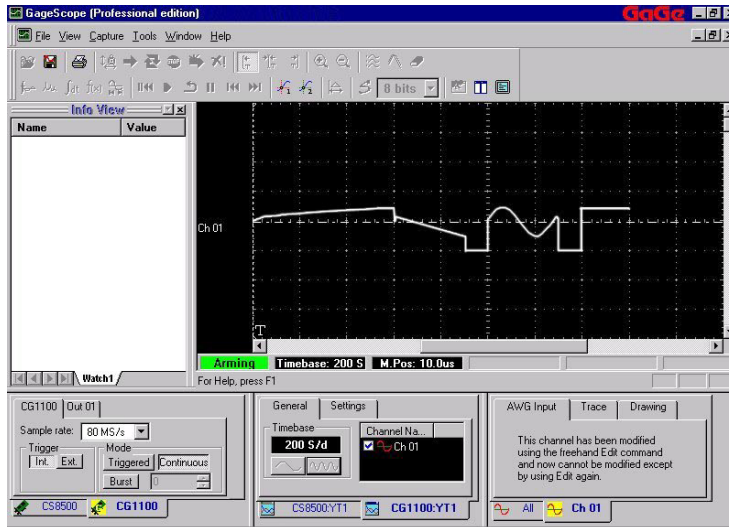 GageScope (Professional edition)
GaGe
File View Capture Tools Window Help
8 bits
Info View
Name Value
Ch 01
T
Watch1
Arming Timebase: 200 S M.Pos: 10.0us
For Help, press F1
CG1100 Out 01
Sample rate: 80 MS/s
Trigger
Int. Ext.
Mode
Triggered Continuous
Burst 0
CS8500 CG1100
General Settings
Timebase
200 S/d
Channel Na...
Ch 01
CS8500:YT1 CG1100:YT1
AWG Input Trace Drawing
This channel has been modified
using the freehand Edit command
and now cannot be modified except
by using Edit again.
All Ch 01